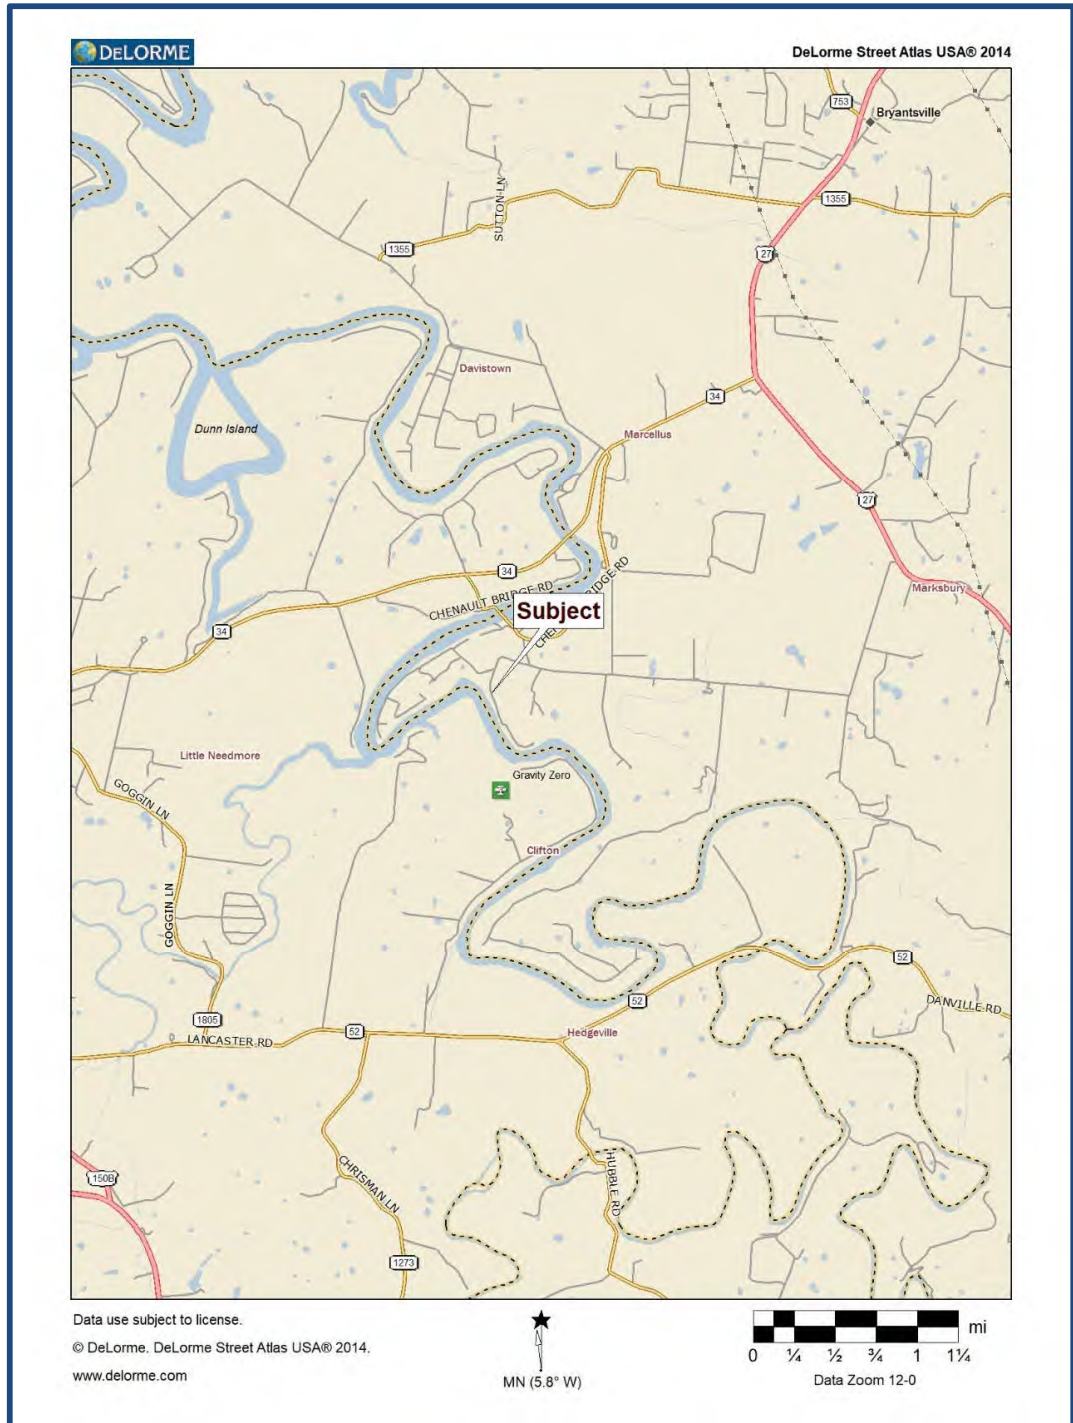 DELORME
DeLorme Street Atlas USA® 2014
753
Bryantsville
SUTTON LN
1355
1355
27
Davistown
34
Dunn Island
Marcellus
27
34
CHENAULT BRIDGE RD
Marksbury
Subject
34
Little Needmore
Gravity Zero
GOGGIN LN
Clifton
GOGGIN LN
52
52
DANVILLE RD
1805
52
Hedgeville
LANCASTER RD
150B
CHRISMAN LN
HUBBLE RD
1273
Data use subject to license.
© DeLorme. DeLorme Street Atlas USA® 2014.
www.delorme.com
MN (5.8° W)
mi
0 ¼ ½ ¾ 1 1¼
Data Zoom 12-0